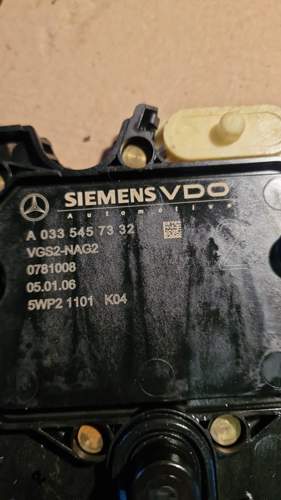 SIEMENS VDO
Automotive
A 033 545 73 32
VGS2-NAG2
0781008
05.01.06
5WP2 1101 K04